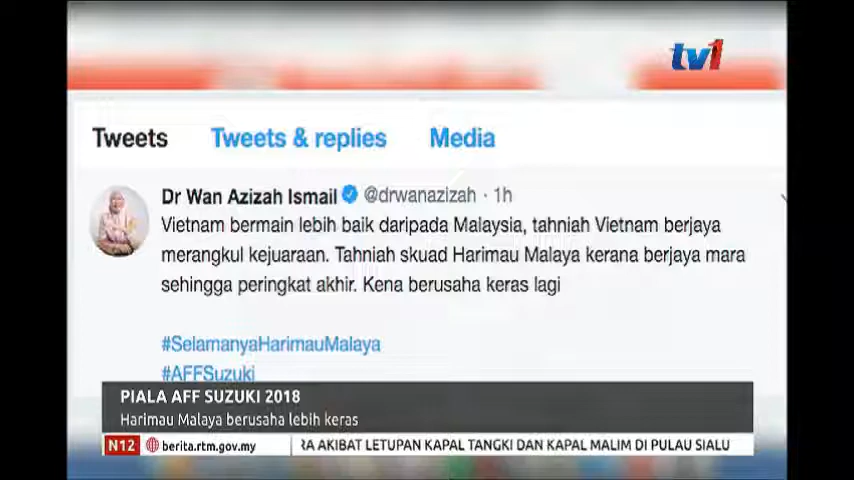 tv1
Tweets Tweets & replies Media
Dr Wan Azizah Ismail @drwanazizah · 1h
Vietnam bermain lebih baik daripada Malaysia, tahniah Vietnam berjaya
merangkul kejuaraan. Tahniah skuad Harimau Malaya kerana berjaya mara
sehingga peringkat akhir. Kena berusaha keras lagi
#SelamanyaHarimauMalaya
#AFFSuzuki
PIALA AFF SUZUKI 2018
Harimau Malaya berusaha lebih keras
N12 berita.rtm.gov.my RA AKIBAT LETUPAN KAPAL TANGKI DAN KAPAL MALIM DI PULAU SIALU